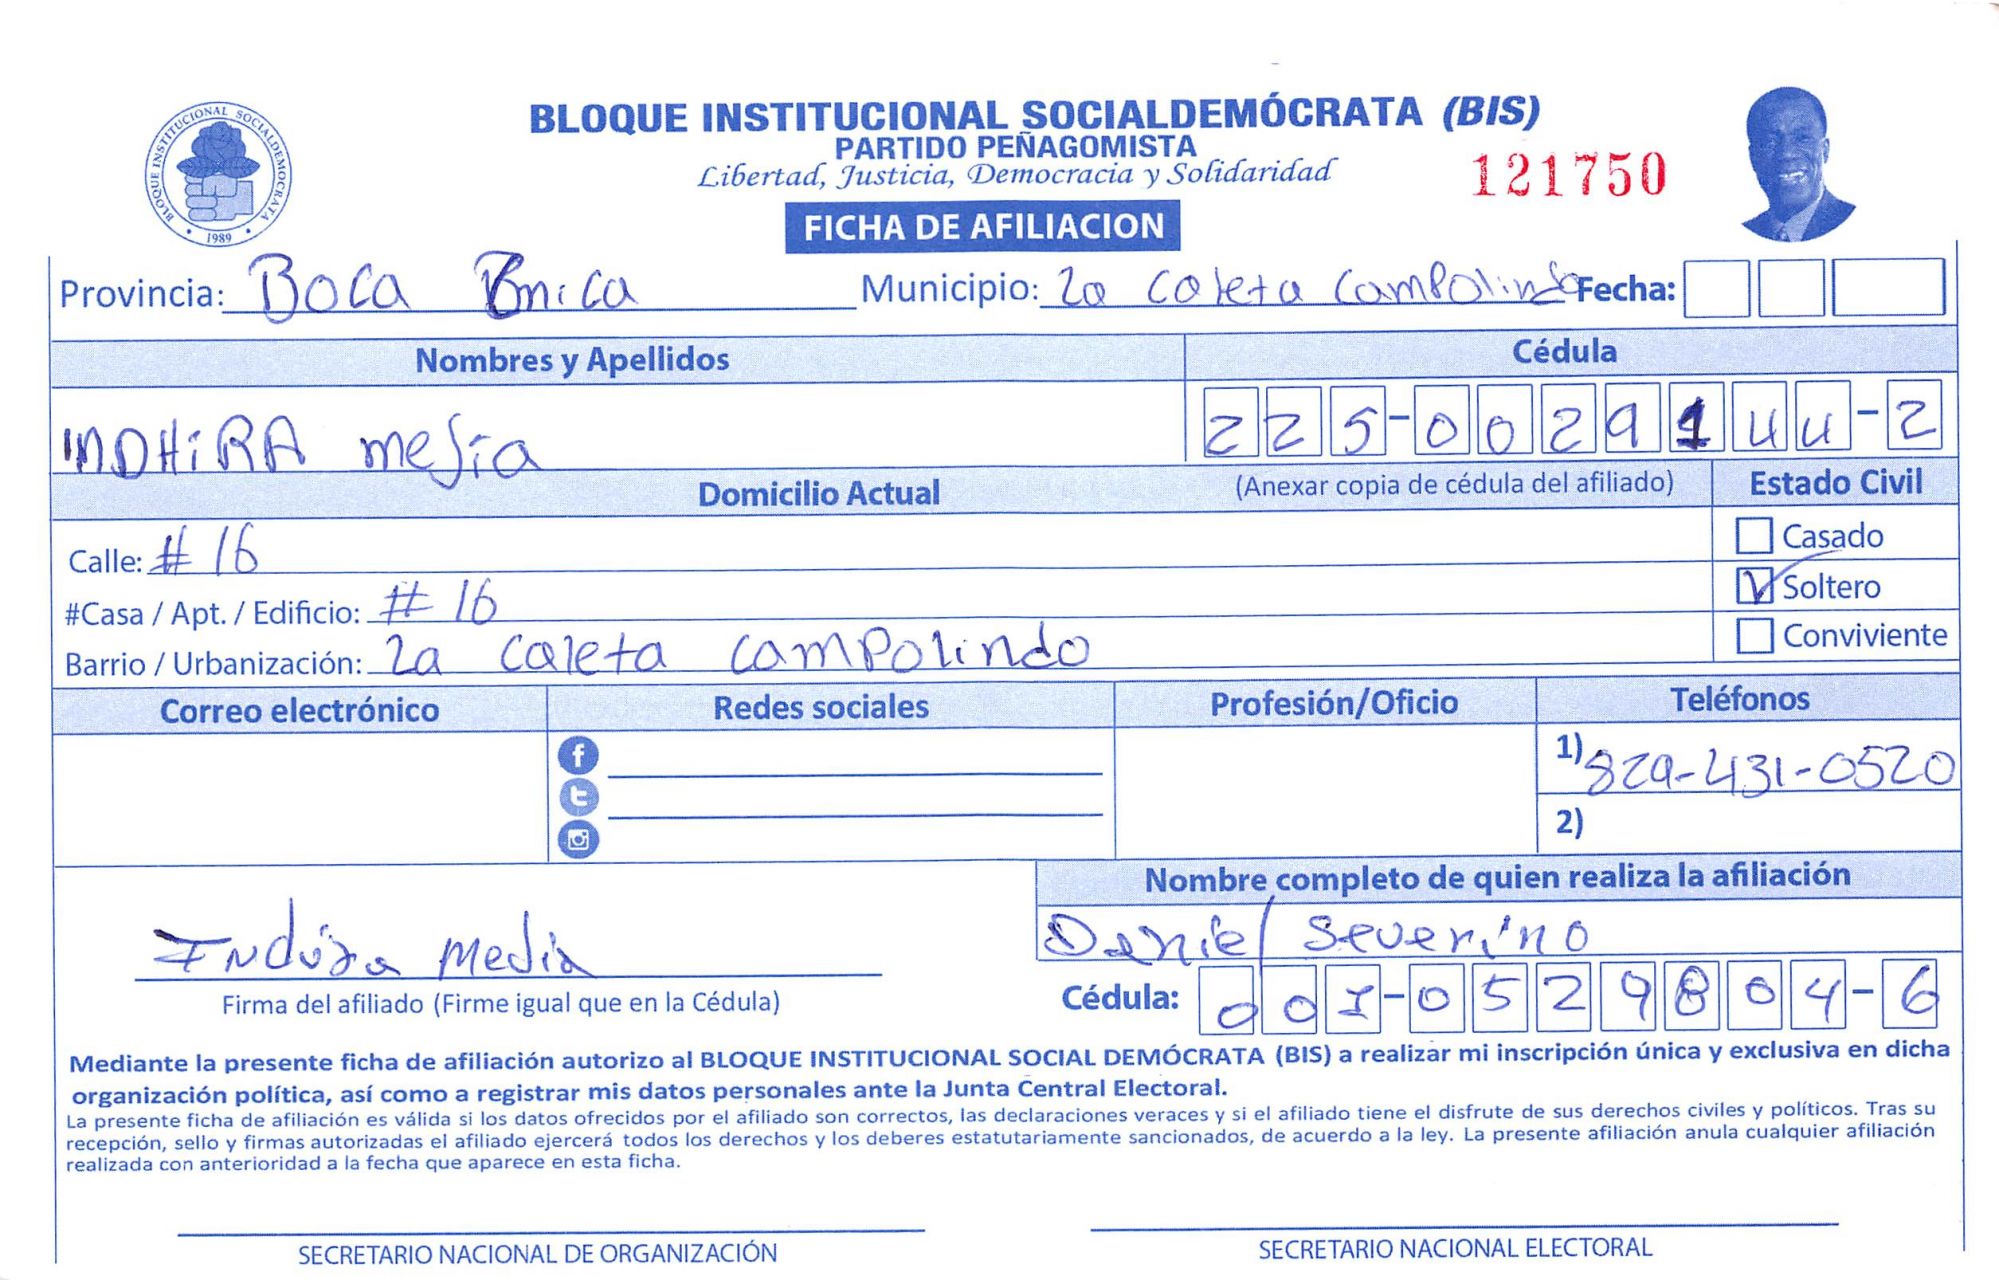 BLOQUE INSTITUCIONAL SOCIALDEMÓCRATA (BIS)
PARTIDO PEÑAGOMISTA
Libertad, Justicia, Democracia y Solidaridad
121750
BLOQUE INSTITUCIONAL SOCIALDEMOCRATA
• 1989 •
FICHA DE AFILIACION
Provincia: Boca Municipio: La caleta Campolindo Fecha:
Nombres y Apellidos Cédula
INDHiRA mejía 225-0029144-2
Domicilio Actual (Anexar copia de cédula del afiliado) Estado Civil
Calle: # 16 Casado
#Casa / Apt. / Edificio: # 16 Soltero
Barrio / Urbanización: La caleta campolindo Conviviente
Correo electrónico Redes sociales Profesión/Oficio Teléfonos
1) 829-431-0520
2)
Nombre completo de quien realiza la afiliación
Daniel Severino
Media
Firma del afiliado (Firme igual que en la Cédula) Cédula: 001-0529804-6
Mediante la presente ficha de afiliación autorizo al BLOQUE INSTITUCIONAL SOCIAL DEMÓCRATA (BIS) a realizar mi inscripción única y exclusiva en dicha
organización política, así como a registrar mis datos personales ante la Junta Central Electoral.
La presente ficha de afiliación es válida si los datos ofrecidos por el afiliado son correctos, las declaraciones veraces y si el afiliado tiene el disfrute de sus derechos civiles y políticos. Tras su
recepción, sello y firmas autorizadas el afiliado ejercerá todos los derechos y los deberes estatutariamente sancionados, de acuerdo a la ley. La presente afiliación anula cualquier afiliación
realizada con anterioridad a la fecha que aparece en esta ficha.
SECRETARIO NACIONAL DE ORGANIZACIÓN SECRETARIO NACIONAL ELECTORAL